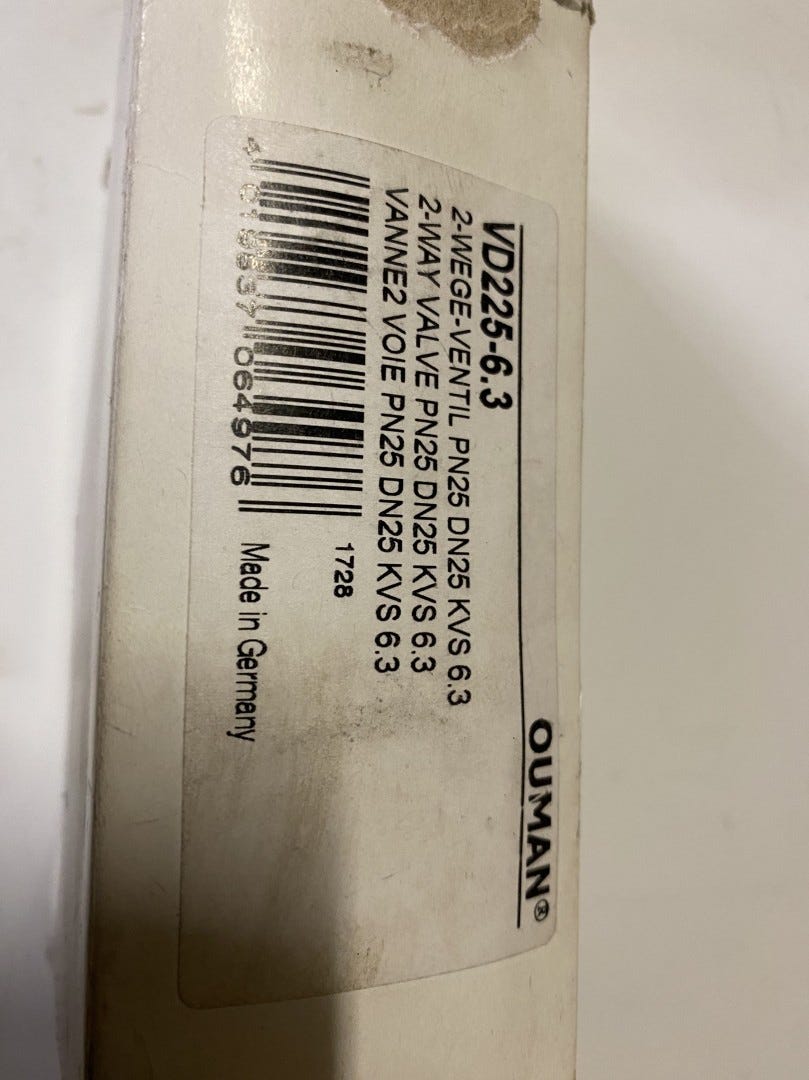 OUMAN®
VD225-6.3
2-WEGE-VENTIL PN25 DN25 KVS 6.3
2-WAY VALVE PN25 DN25 KVS 6.3
VANNE2 VOIE PN25 DN25 KVS 6.3
1728
064976
Made in Germany